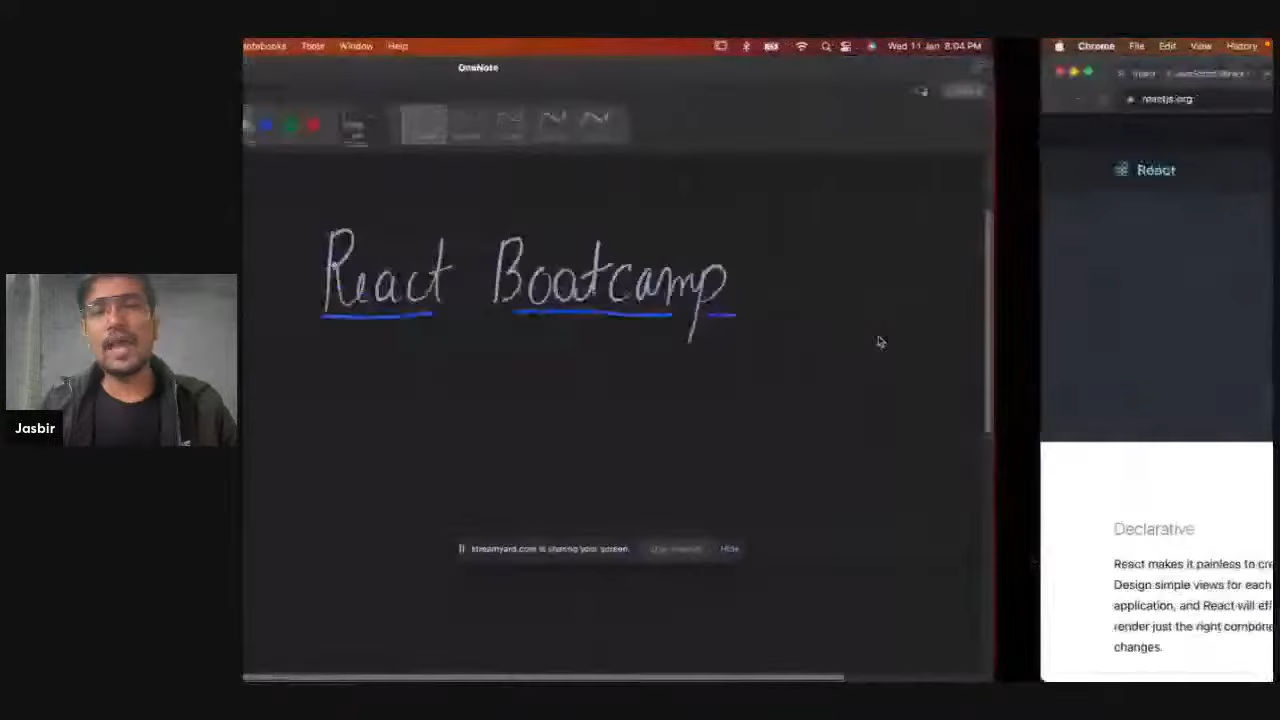 otebooks Tools Window Help
Wed 11 Jan 8:04 PM
Chrome File Edit View History
OneNote
reactjs.org
React
React Bootcamp
Jasbir
Declarative
streamyard.com is sharing your screen.
Hide
React makes it painless to cre
Design simple views for each
application, and React will eff
render just the right compone
changes.